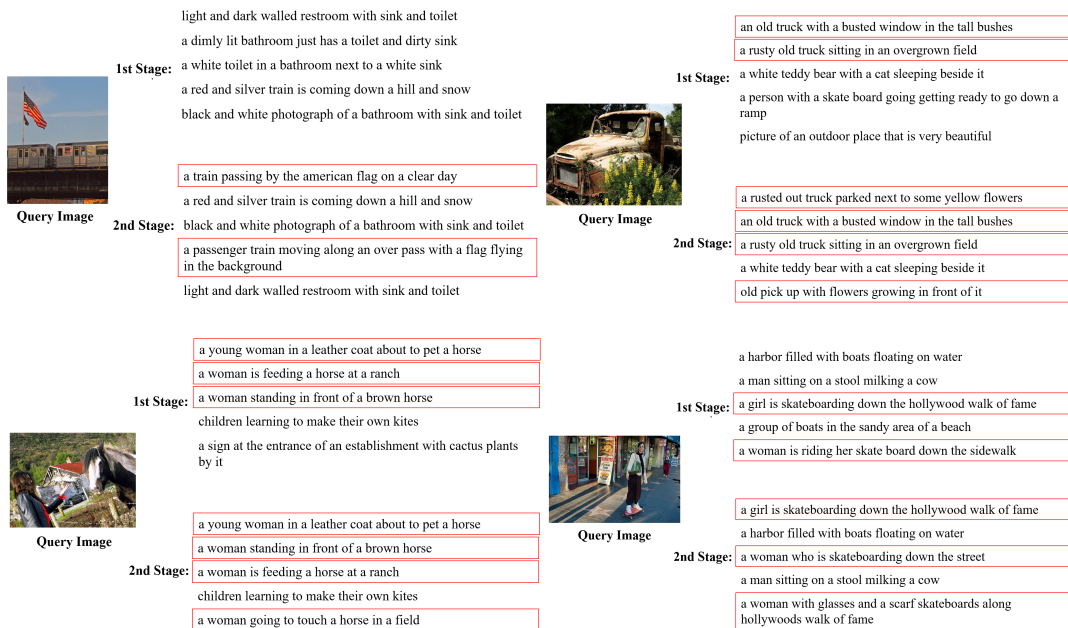 light and dark walled restroom with sink and toilet
a dimly lit bathroom just has a toilet and dirty sink
1st Stage:
a white toilet in a bathroom next to a white sink
a red and silver train is coming down a hill and snow
black and white photograph of a bathroom with sink and toilet
Query Image
a train passing by the american flag on a clear day
a red and silver train is coming down a hill and snow
2nd Stage:
black and white photograph of a bathroom with sink and toilet
a passenger train moving along an over pass with a flag flying
in the background
light and dark walled restroom with sink and toilet
an old truck with a busted window in the tall bushes
a rusty old truck sitting in an overgrown field
1st Stage:
a white teddy bear with a cat sleeping beside it
a person with a skate board going getting ready to go down a
ramp
picture of an outdoor place that is very beautiful
Query Image
a rusted out truck parked next to some yellow flowers
an old truck with a busted window in the tall bushes
2nd Stage:
a rusty old truck sitting in an overgrown field
a white teddy bear with a cat sleeping beside it
old pick up with flowers growing in front of it
a young woman in a leather coat about to pet a horse
a woman is feeding a horse at a ranch
1st Stage:
a woman standing in front of a brown horse
children learning to make their own kites
a sign at the entrance of an establishment with cactus plants
by it
Query Image
a young woman in a leather coat about to pet a horse
a woman standing in front of a brown horse
2nd Stage:
a woman is feeding a horse at a ranch
children learning to make their own kites
a woman going to touch a horse in a field
a harbor filled with boats floating on water
a man sitting on a stool milking a cow
1st Stage:
a girl is skateboarding down the hollywood walk of fame
a group of boats in the sandy area of a beach
a woman is riding her skate board down the sidewalk
Query Image
a girl is skateboarding down the hollywood walk of fame
a harbor filled with boats floating on water
2nd Stage:
a woman who is skateboarding down the street
a man sitting on a stool milking a cow
a woman with glasses and a scarf skateboards along
hollywoods walk of fame